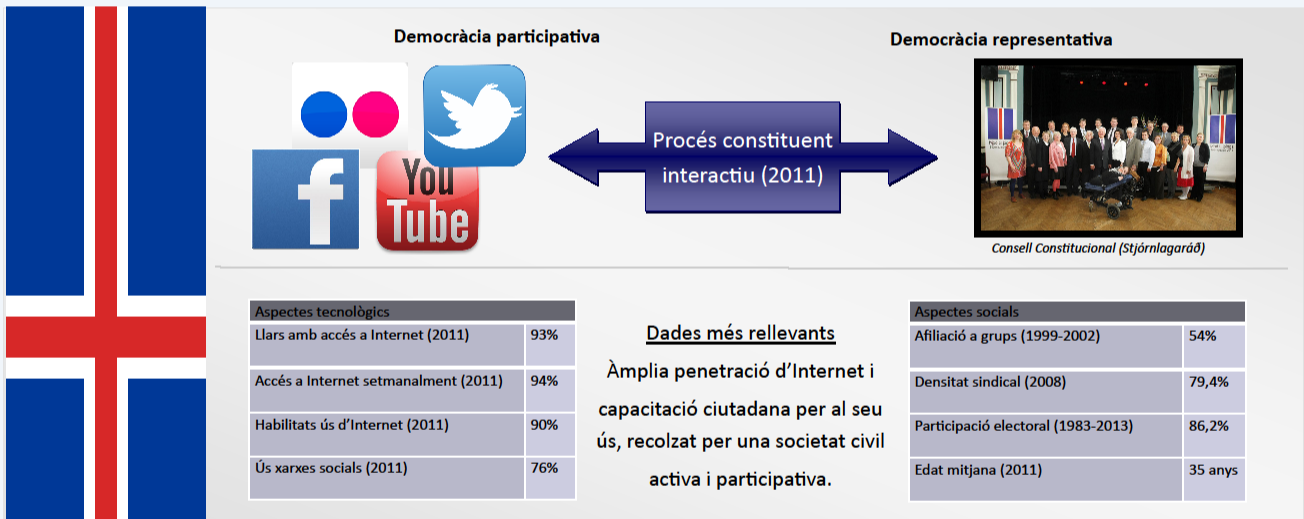 Democràcia participativa
Democràcia representativa
You
Tube
f
Procés constituent
interactiu (2011)
Consell Constitucional (Stjórnlagaráð)
Aspectes tecnològics
Llars amb accés a Internet (2011) 93%
Accés a Internet setmanalment (2011) 94%
Habilitats ús d’Internet (2011) 90%
Ús xarxes socials (2011) 76%
Dades més rellevants
Àmplia penetració d’Internet i
capacitació ciutadana per al seu
ús, recolzat per una societat civil
activa i participativa.
Aspectes socials
Afiliació a grups (1999-2002) 54%
Densitat sindical (2008) 79,4%
Participació electoral (1983-2013) 86,2%
Edat mitjana (2011) 35 anys